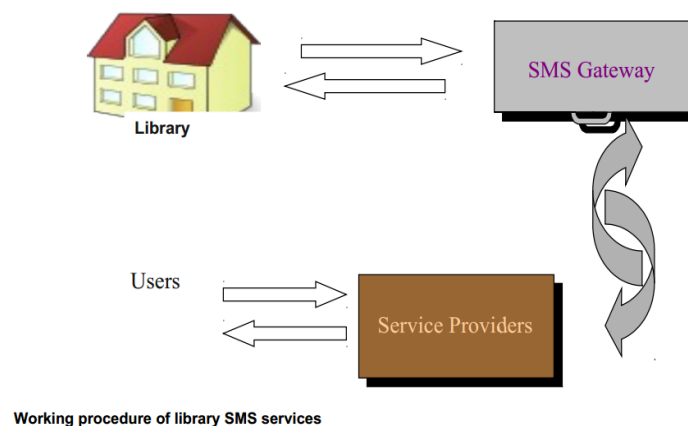 SMS Gateway
Library
Users
Service Providers
Working procedure of library SMS services